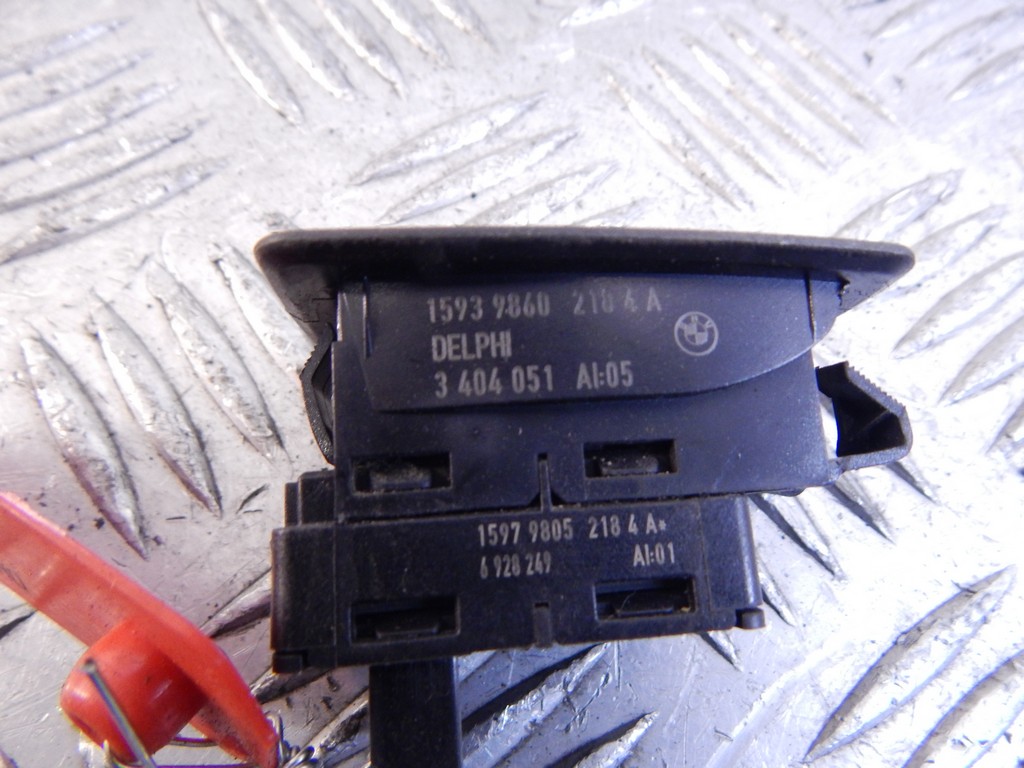 1593 9860 218 4 A
DELPHI
3 404 051 AI:05
1597 9805 218 4 A
6 928 249 AI:01